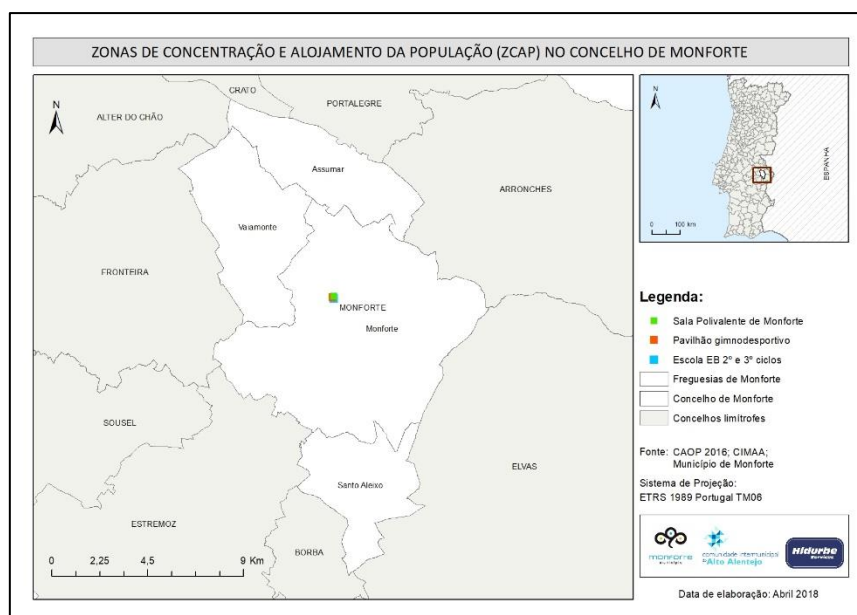 ZONAS DE CONCENTRAÇÃO E ALOJAMENTO DA POPULAÇÃO (ZCAP) NO CONCELHO DE MONFORTE
N
CRATO
PORTALEGRE
ALTER DO CHÃO
Assumar
ARRONCHES
Vaiamonte
FRONTEIRA
MONFORTE
Monforte
SOUSEL
ELVAS
Santo Aleixo
ESTREMOZ
BORBA
0 2,25 4,5 9 Km
N
ESPANHA
0 100 km
Legenda:
Sala Polivalente de Monforte
Pavilhão gimnodesportivo
Escola EB 2º e 3º ciclos
Freguesias de Monforte
Concelho de Monforte
Concelhos limítrofes
Fonte: CAOP 2016; CIMAA;
Município de Monforte
Sistema de Projeção:
ETRS 1989 Portugal TM06
monforte
comunidade intermunicipal
do Alto Alentejo
Hidurbe
Serviços
Data de elaboração: Abril 2018